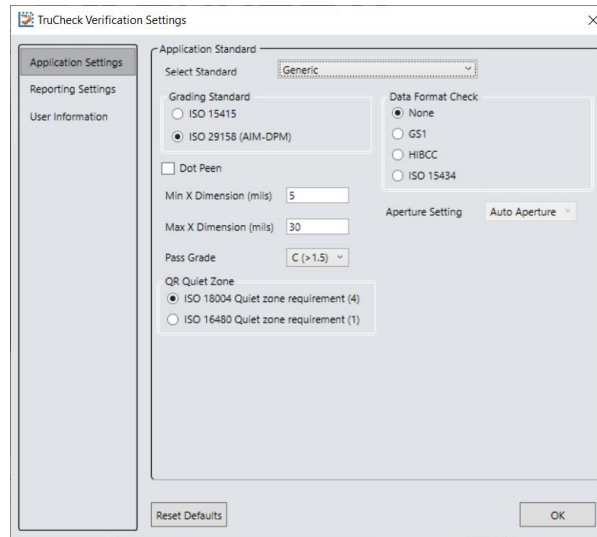 TruCheck Verification Settings
Application Settings
Reporting Settings
User Information
Application Standard
Select Standard
Generic
Grading Standard
ISO 15415
ISO 29158 (AIM-DPM)
Data Format Check
None
GS1
HIBCC
ISO 15434
Dot Peen
Min X Dimension (mils) 5
Max X Dimension (mils) 30
Aperture Setting Auto Aperture
Pass Grade C (>1.5)
QR Quiet Zone
ISO 18004 Quiet zone requirement (4)
ISO 16480 Quiet zone requirement (1)
Reset Defaults
OK